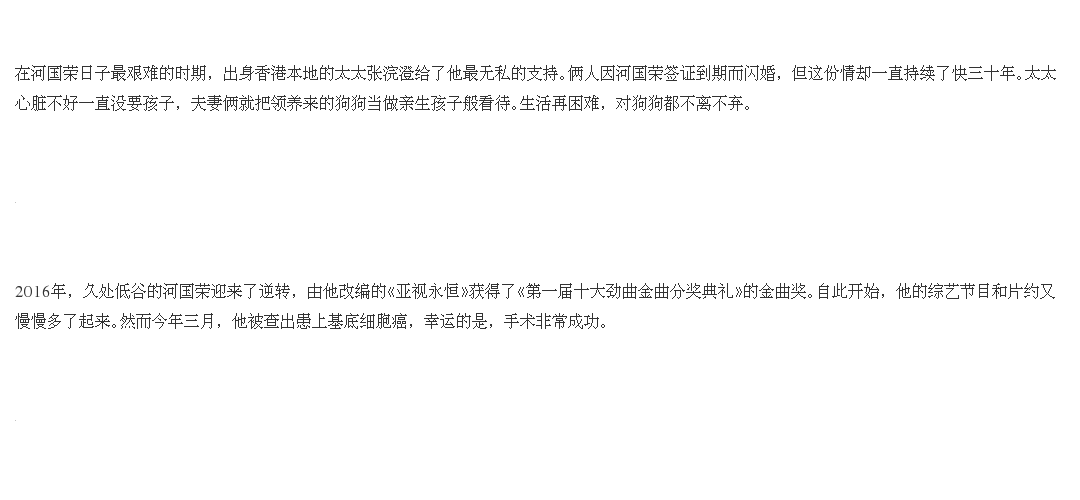 在河国荣日子最艰难的时期，出身香港本地的太太张浣澄给了他最无私的支持。俩人因河国荣签证到期而闪婚，但这份情却一直持续了快三十年。太太
心脏不好一直没要孩子，夫妻俩就把领养来的狗狗当做亲生孩子般看待。生活再困难，对狗狗都不离不弃。
2016年，久处低谷的河国荣迎来了逆转，由他改编的《亚视永恒》获得了《第一届十大劲曲金曲分奖典礼》的金曲奖。自此开始，他的综艺节目和片约又
慢慢多了起来。然而今年三月，他被查出患上基底细胞癌，幸运的是，手术非常成功。